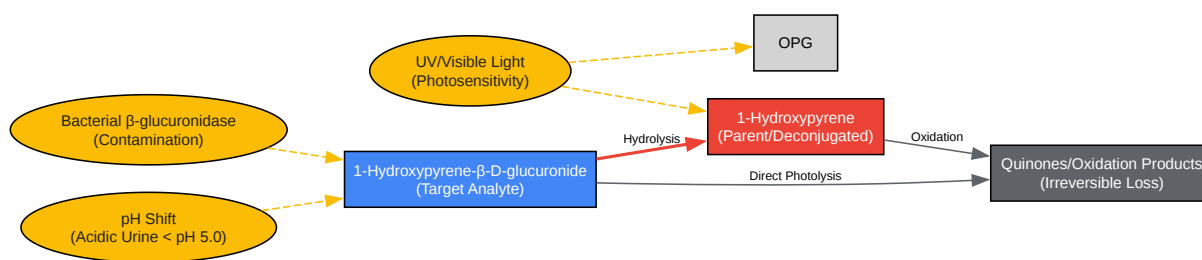 UV/Visible Light
(Photosensitivity)
OPG
Bacterial β-glucuronidase
(Contamination)
1-Hydroxypyrene
(Parent/Deconjugated)
Hydrolysis
Oxidation
1-Hydroxypyrene-β-D-glucuronide
(Target Analyte)
Direct Photolysis
Quinones/Oxidation Products
(Irreversible Loss)
pH Shift
(Acidic Urine < pH 5.0)